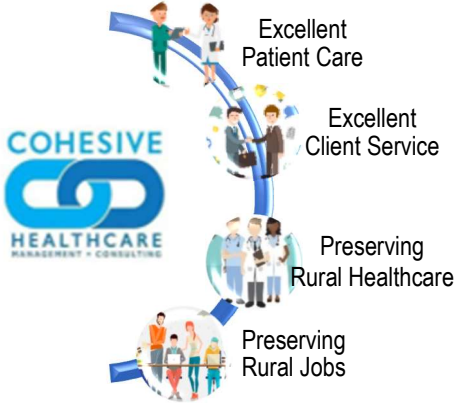 Excellent
Patient Care
Excellent
Client Service
COHESIVE
HEALTHCARE
MANAGEMENT + CONSULTING
Preserving
Rural Healthcare
Preserving
Rural Jobs